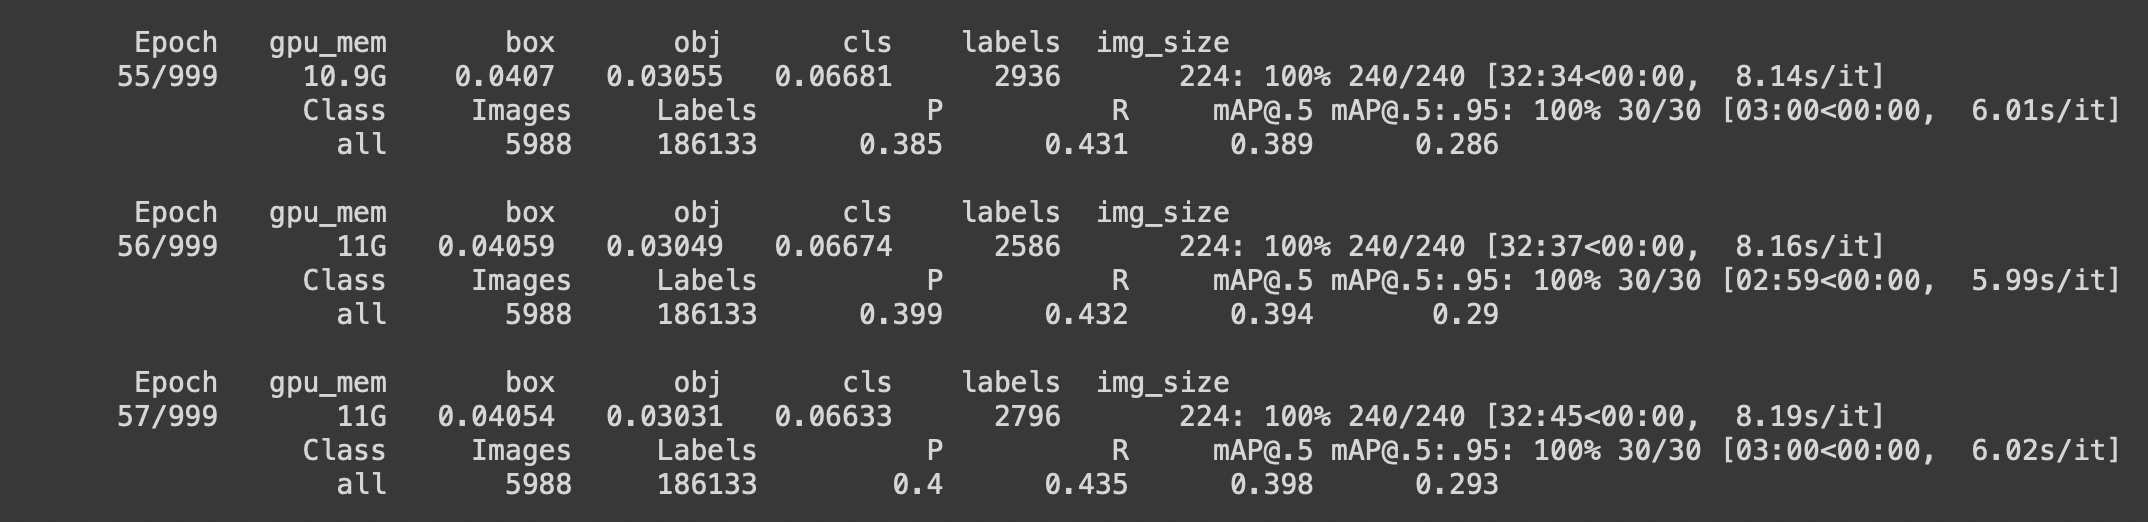 Epoch gpu_mem box obj cls labels img_size
55/999 10.9G 0.0407 0.03055 0.06681 2936 224: 100% 240/240 [32:34<00:00, 8.14s/it]
Class Images Labels P R mAP@.5 mAP@.5:.95: 100% 30/30 [03:00<00:00, 6.01s/it]
all 5988 186133 0.385 0.431 0.389 0.286
Epoch gpu_mem box obj cls labels img_size
56/999 11G 0.04059 0.03049 0.06674 2586 224: 100% 240/240 [32:37<00:00, 8.16s/it]
Class Images Labels P R mAP@.5 mAP@.5:.95: 100% 30/30 [02:59<00:00, 5.99s/it]
all 5988 186133 0.399 0.432 0.394 0.29
Epoch gpu_mem box obj cls labels img_size
57/999 11G 0.04054 0.03031 0.06633 2796 224: 100% 240/240 [32:45<00:00, 8.19s/it]
Class Images Labels P R mAP@.5 mAP@.5:.95: 100% 30/30 [03:00<00:00, 6.02s/it]
all 5988 186133 0.4 0.435 0.398 0.293